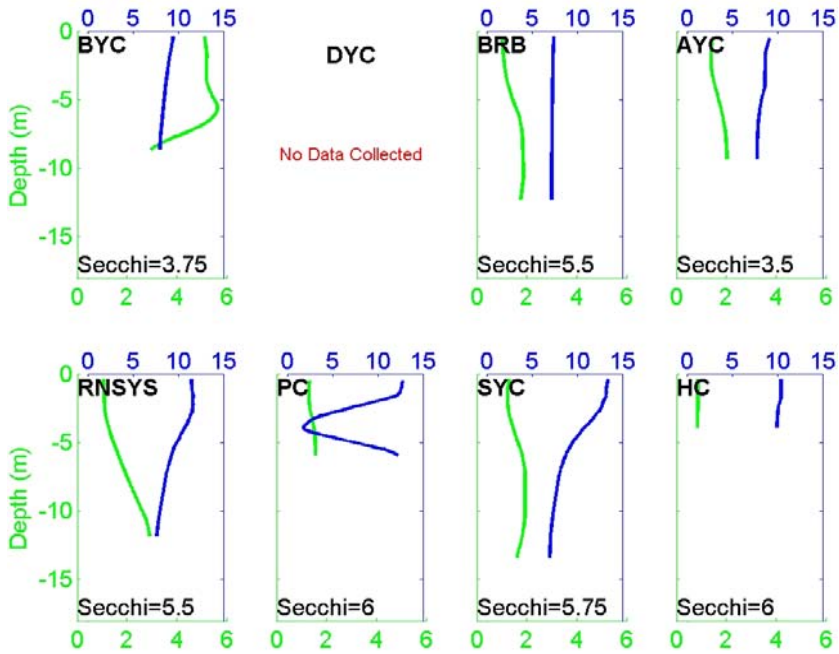 0 5 10 15 0 5 10 15 0 5 10 15
0 BYC DYC BRB AYC
-5
Depth (m)
No Data Collected
-10
-15
Secchi=3.75 Secchi=5.5 Secchi=3.5
0 2 4 6 0 2 4 6 0 2 4 6
0 5 10 15 0 5 10 15 0 5 10 15 0 5 10 15
0 RNSYS PC SYC HC
-5
Depth (m)
-10
-15
Secchi=5.5 Secchi=6 Secchi=5.75 Secchi=6
0 2 4 6 0 2 4 6 0 2 4 6 0 2 4 6